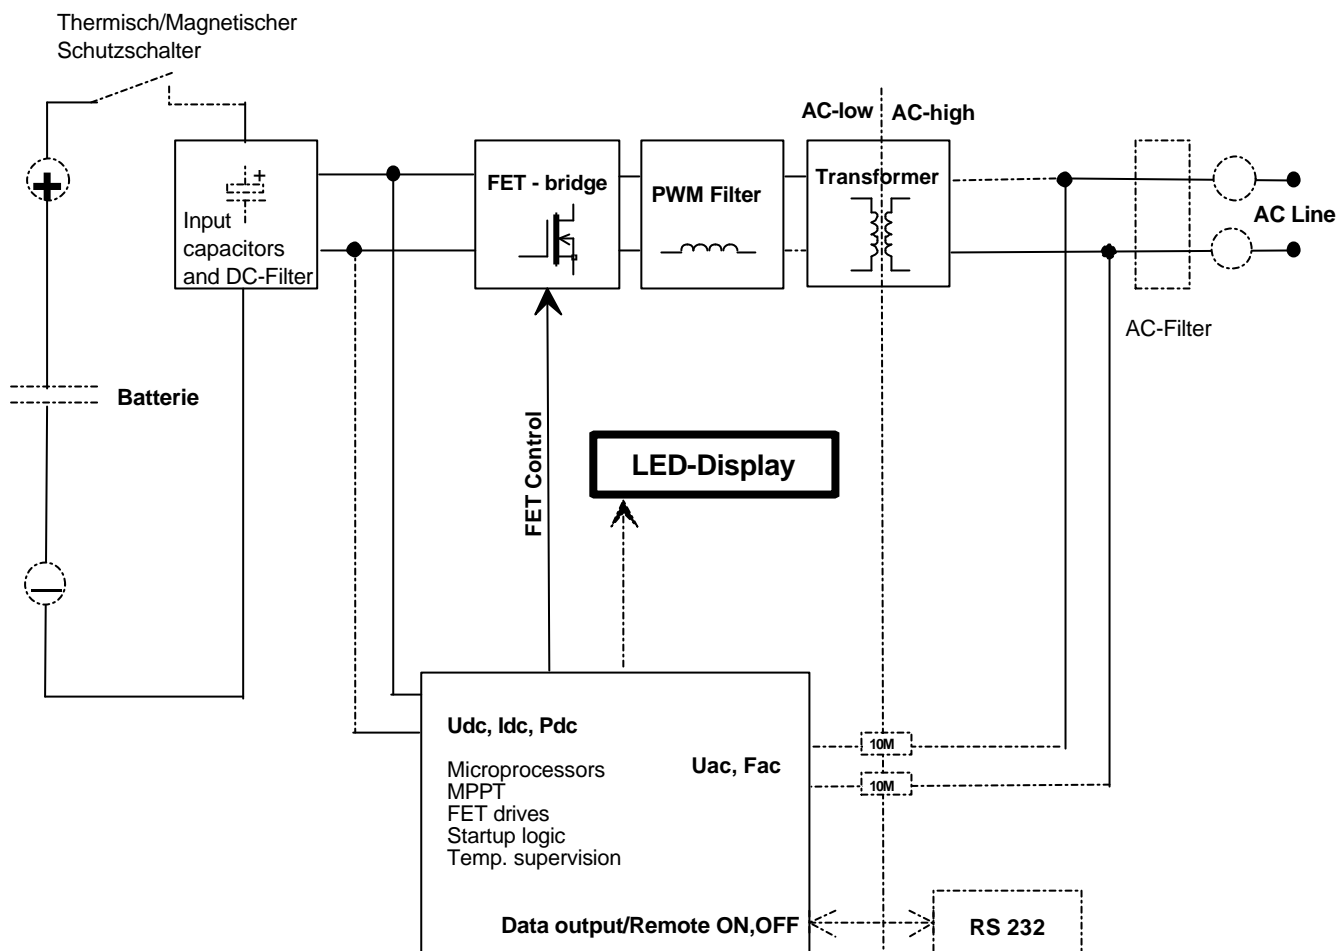 Thermisch/Magnetischer
Schutzschalter
AC-low AC-high
+
Input
capacitors
and DC-Filter
FET - bridge
PWM Filter
Transformer
AC Line
AC-Filter
+
Batterie
—
FET Control
LED-Display
Udc, Idc, Pdc
Uac, Fac
10M
10M
Microprocessors
MPPT
FET drives
Startup logic
Temp. supervision
Data output/Remote ON,OFF
RS 232